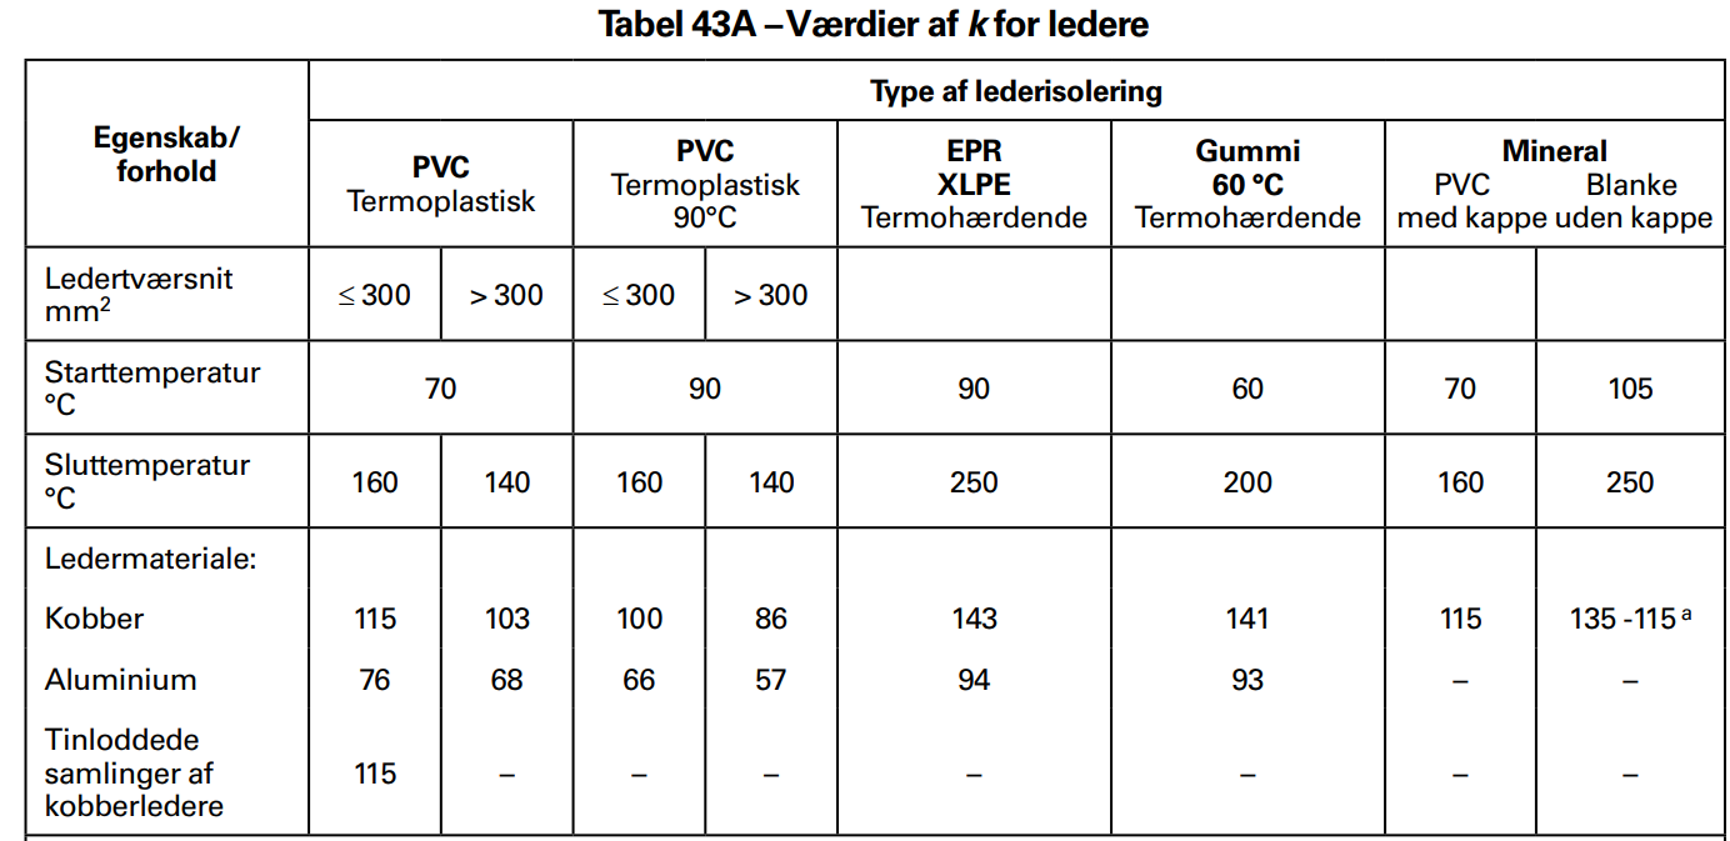 Tabel 43A – Værdier af k for ledere
Egenskab/
forhold
Type af lederisolering
PVC
Termoplastisk
PVC
Termoplastisk
90°C
EPR
XLPE
Termohærdende
Gummi
60 °C
Termohærdende
Mineral
PVC Blanke
med kappe uden kappe
Ledertværsnit
mm²
≤ 300 > 300 ≤ 300 > 300
Starttemperatur
°C
70 90 90 60 70 105
Sluttemperatur
°C
160 140 160 140 250 200 160 250
Ledermateriale:
Kobber 115 103 100 86 143 141 115 135 -115 ª
Aluminium 76 68 66 57 94 93 – –
Tinloddede
samlinger af
kobberledere
115 – – – – – – –